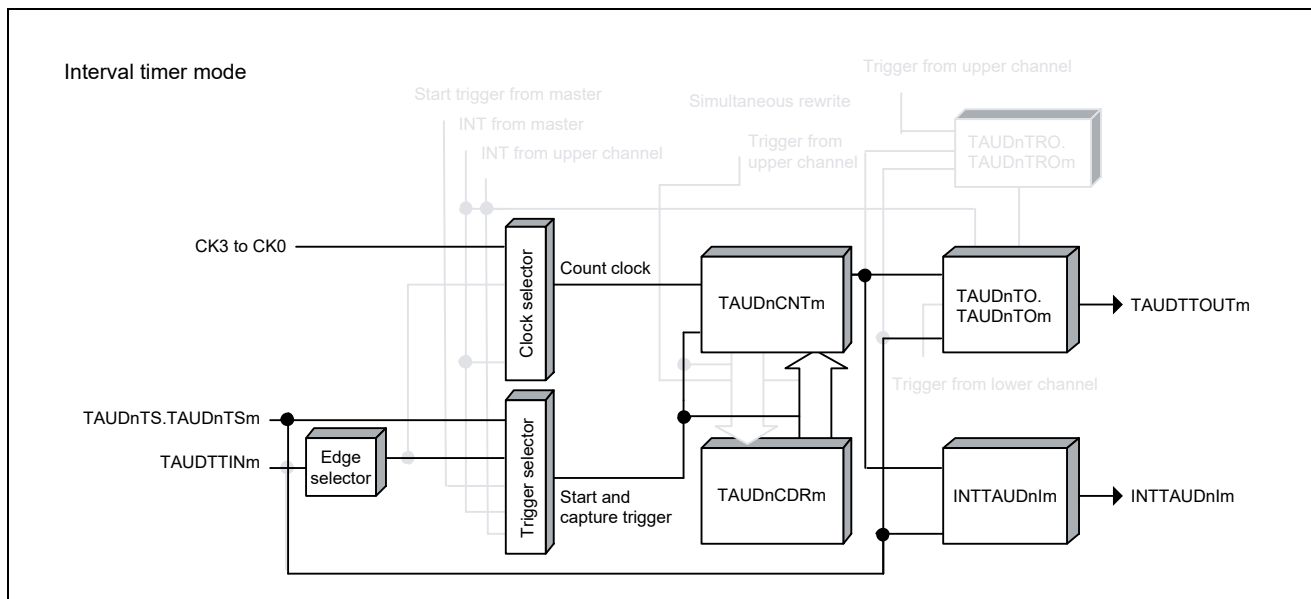 Interval timer mode
Trigger from upper channel
Start trigger from master
Simultaneous rewrite
INT from master
Trigger from
upper channel
INT from upper channel
TAUDnTRO.
TAUDnTROm
CK3 to CK0
Clock selector
Count clock
TAUDnCNTm
TAUDnTO.
TAUDnTOm
TAUDTTOUTm
Trigger from lower channel
TAUDnTS.TAUDnTSm
TAUDTTINm
Edge
selector
Trigger selector
Start and
capture trigger
TAUDnCDRm
INTTAUDnIm
INTTAUDnIm